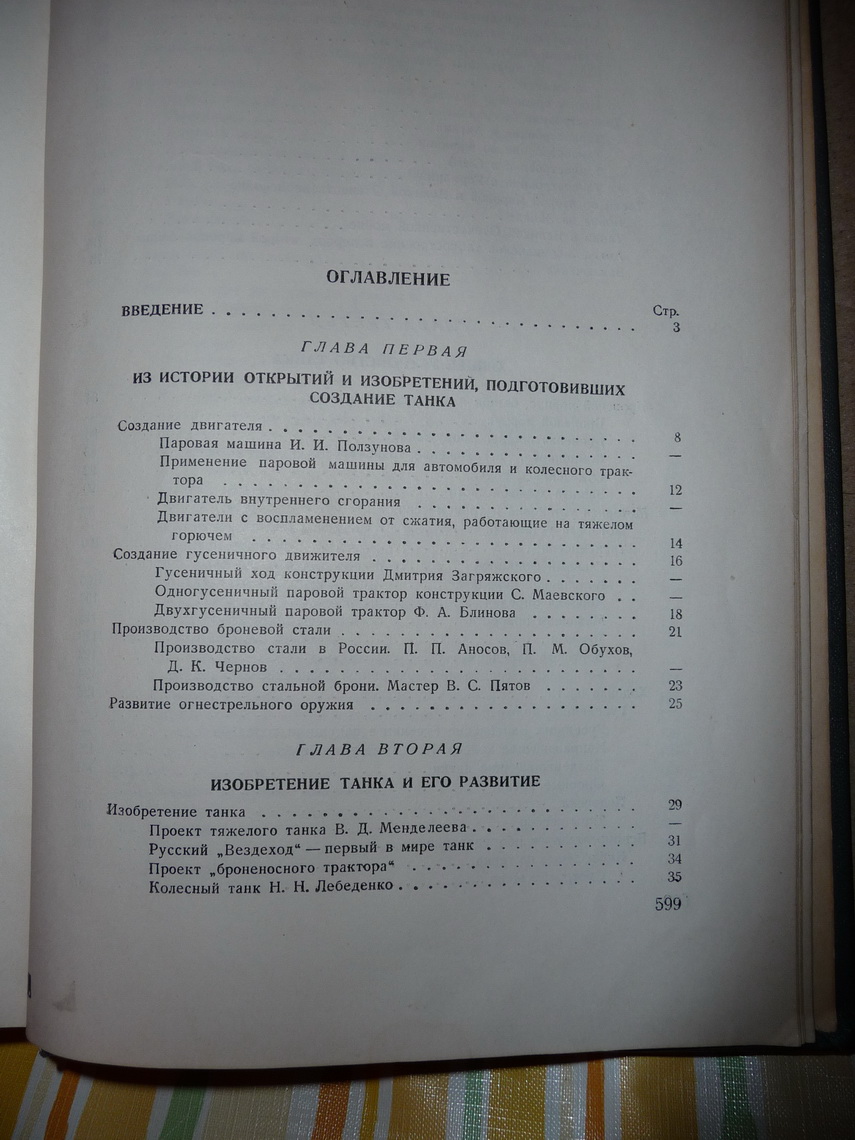 ОГЛАВЛЕНИЕ
Стр.
ВВЕДЕНИЕ . . . . . . . . . . . . . . . . . . . . . . 3
ГЛАВА ПЕРВАЯ
ИЗ ИСТОРИИ ОТКРЫТИЙ И ИЗОБРЕТЕНИЙ, ПОДГОТОВИВШИХ
СОЗДАНИЕ ТАНКА
Создание двигателя . . . . . . . . . . . . . . . . . . . 8
Паровая машина И. И. Ползунова . . . . . . . . . . . —
Применение паровой машины для автомобиля и колесного трак-
тора . . . . . . . . . . . . . . . . . . . . . 12
Двигатель внутреннего сгорания . . . . . . . . . . . . —
Двигатели с воспламенением от сжатия, работающие на тяжелом
горючем . . . . . . . . . . . . . . . . . . . . 14
Создание гусеничного движителя . . . . . . . . . . . . . . 16
Гусеничный ход конструкции Дмитрия Загряжского . . . . . —
Одногусеничный паровой трактор конструкции С. Маевского . . —
Двухгусеничный паровой трактор Ф. А. Блинова . . . . . . 18
Производство броневой стали . . . . . . . . . . . . . . . 21
Производство стали в России. П. П. Аносов, П. М. Обухов,
Д. К. Чернов . . . . . . . . . . . . . . . . . . —
Производство стальной брони. Мастер В. С. Пятов . . . . . . . 23
Развитие огнестрельного оружия . . . . . . . . . . . . . . 25
ГЛАВА ВТОРАЯ
ИЗОБРЕТЕНИЕ ТАНКА И ЕГО РАЗВИТИЕ
Изобретение танка . . . . . . . . . . . . . . . . . . . 29
Проект тяжелого танка В. Д. Менделеева . . . . . . . . . —
Русский „Вездеход“ — первый в мире танк . . . . . . . . 31
Проект „броненосного трактора“ . . . . . . . . . . . . 34
Колесный танк Н. Н. Лебеденко . . . . . . . . . . . . . 35
599